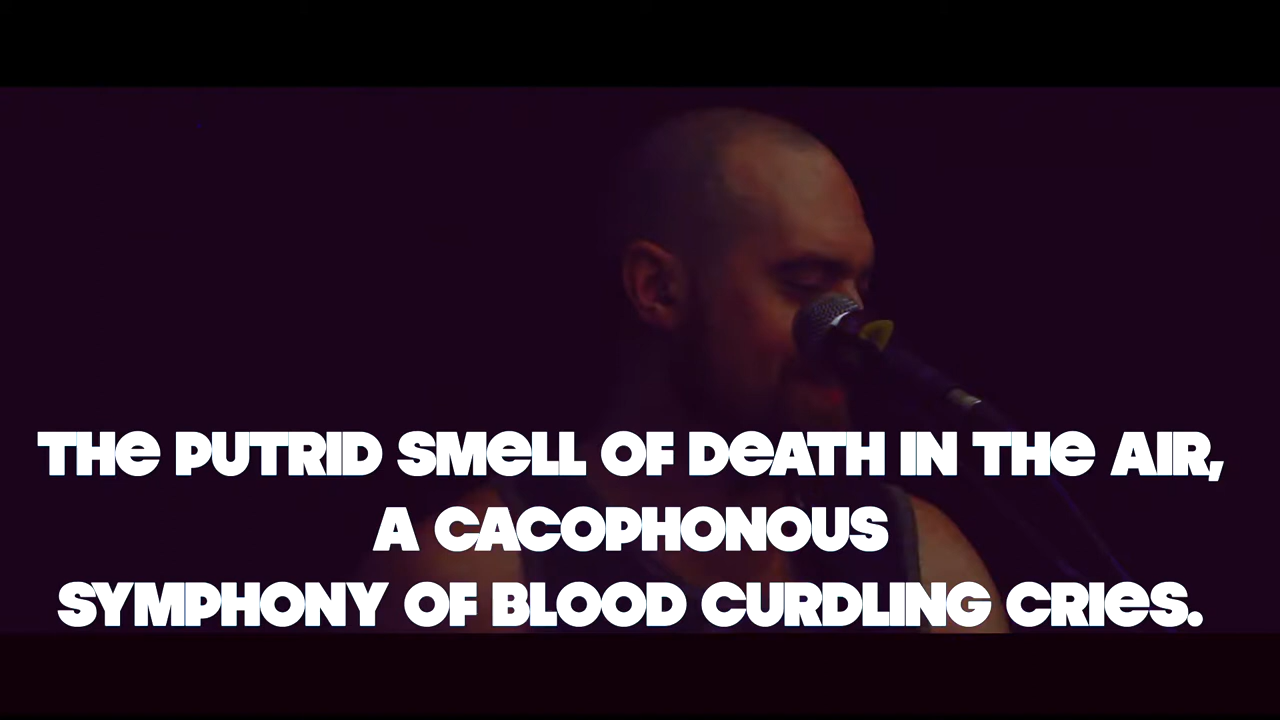 THE PUTRID SMELL OF DEATH IN THE AIR,
A CACOPHONOUS
SYMPHONY OF BLOOD CURDLING CRIES.